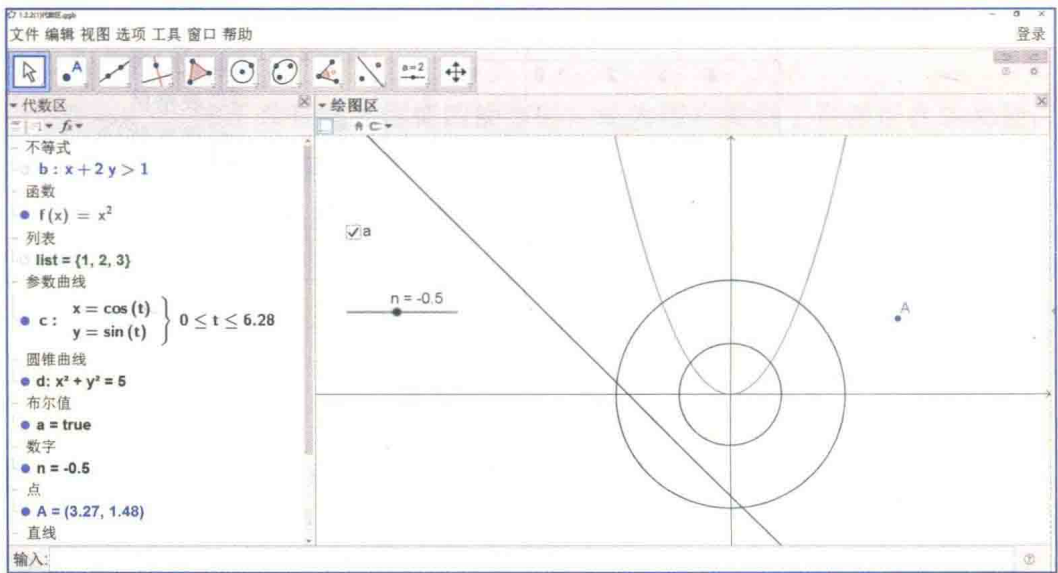 文件 编辑 视图 选项 工具 窗口 帮助
登录
A
a=2
代数区
绘图区
不等式
b : x + 2 y > 1
函数
f(x) = x²
列表
list = {1, 2, 3}
参数曲线
c : x = cos (t)
y = sin (t) } 0 ≤ t ≤ 6.28
圆锥曲线
d: x² + y² = 5
布尔值
a = true
数字
n = -0.5
点
A = (3.27, 1.48)
直线
a
n = -0.5
A
输入: